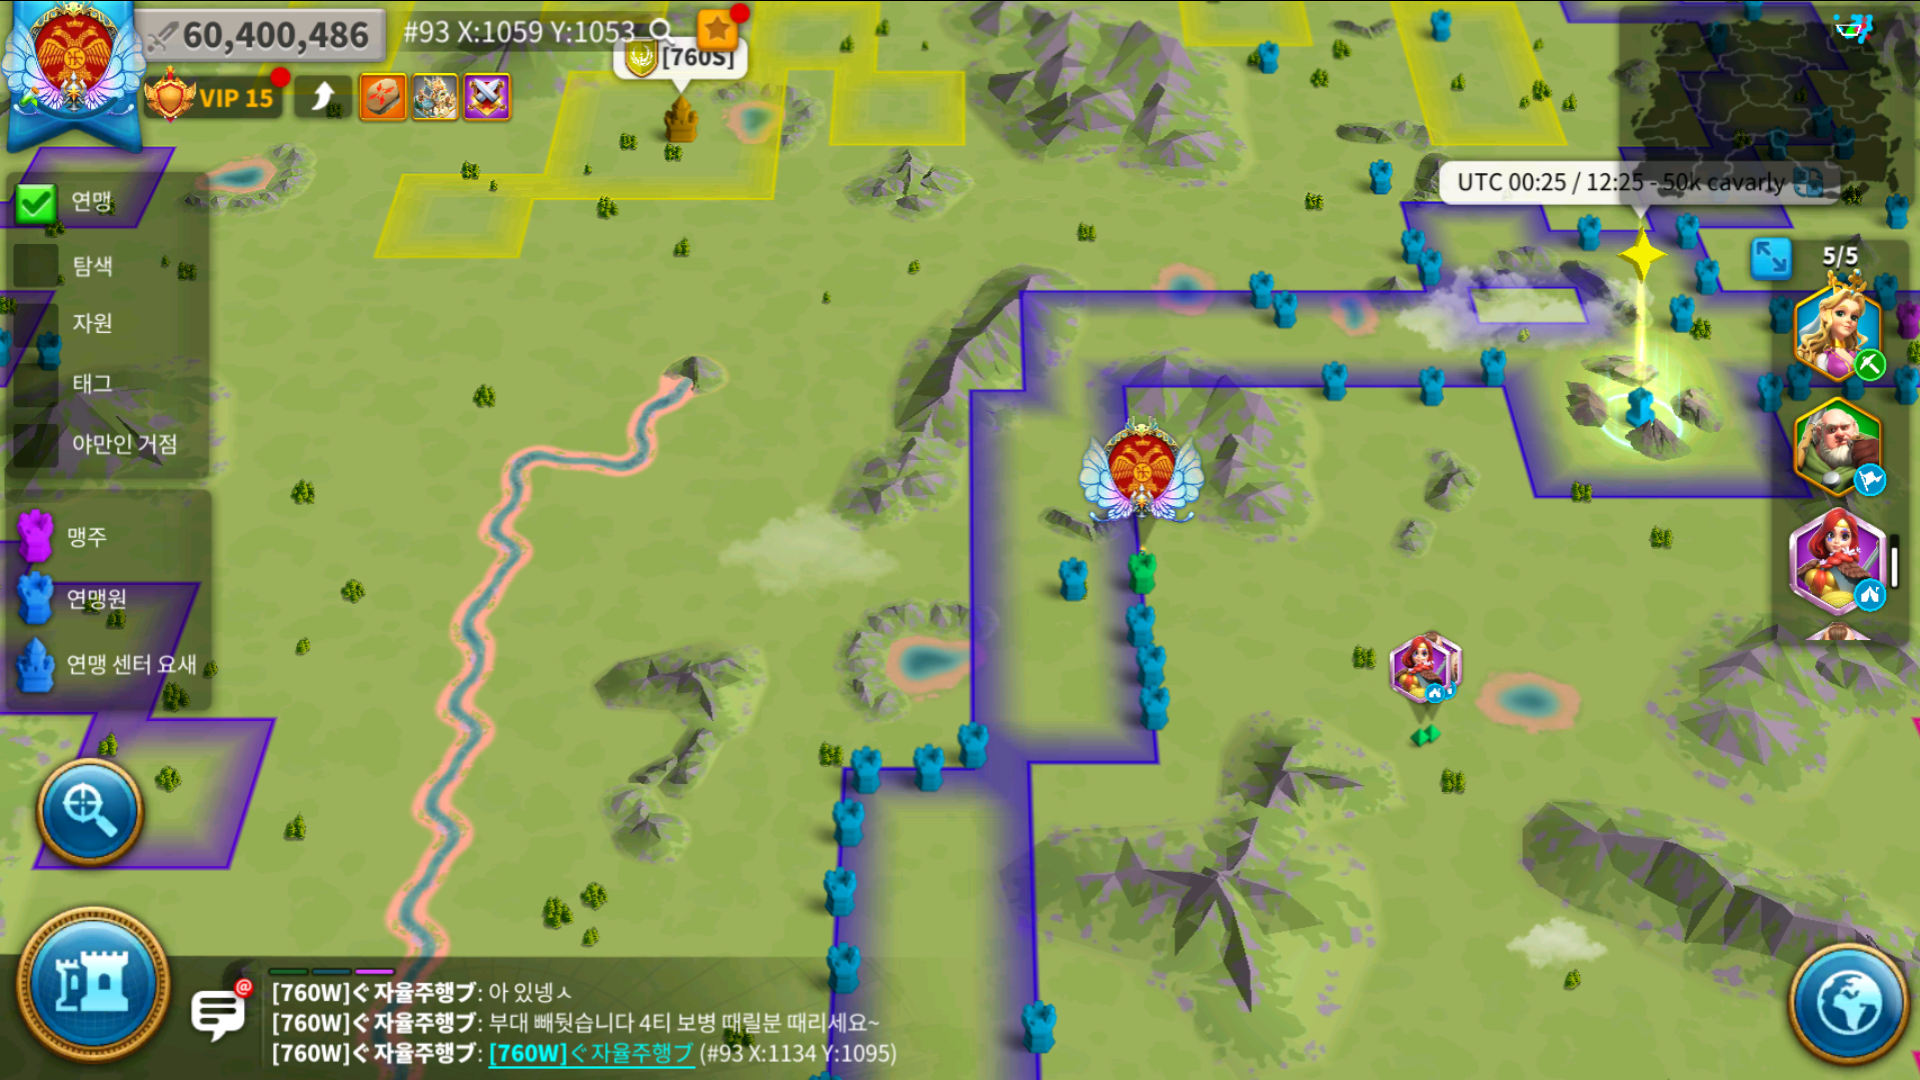 60,400,486
#93 X:1059 Y:1053
[760S]
VIP 15
UTC 00:25 / 12:25 - 50k cavarly
5/5
연맹
탐색
자원
태그
야만인 거점
맹주
연맹원
연맹 센터 요새
[760W]ぐ자율주행ブ: 아 있넹ㅅ
[760W]ぐ자율주행ブ: 부대 빼둿습니다 4티 보병 때릴분 때리세요~
[760W]ぐ자율주행ブ: [760W]ぐ자율주행ブ (#93 X:1134 Y:1095)